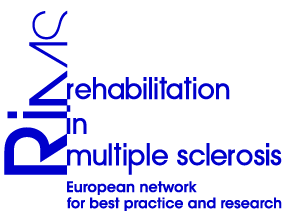 RiMS
rehabilitation
in
multiple sclerosis
European network
for best practice and research